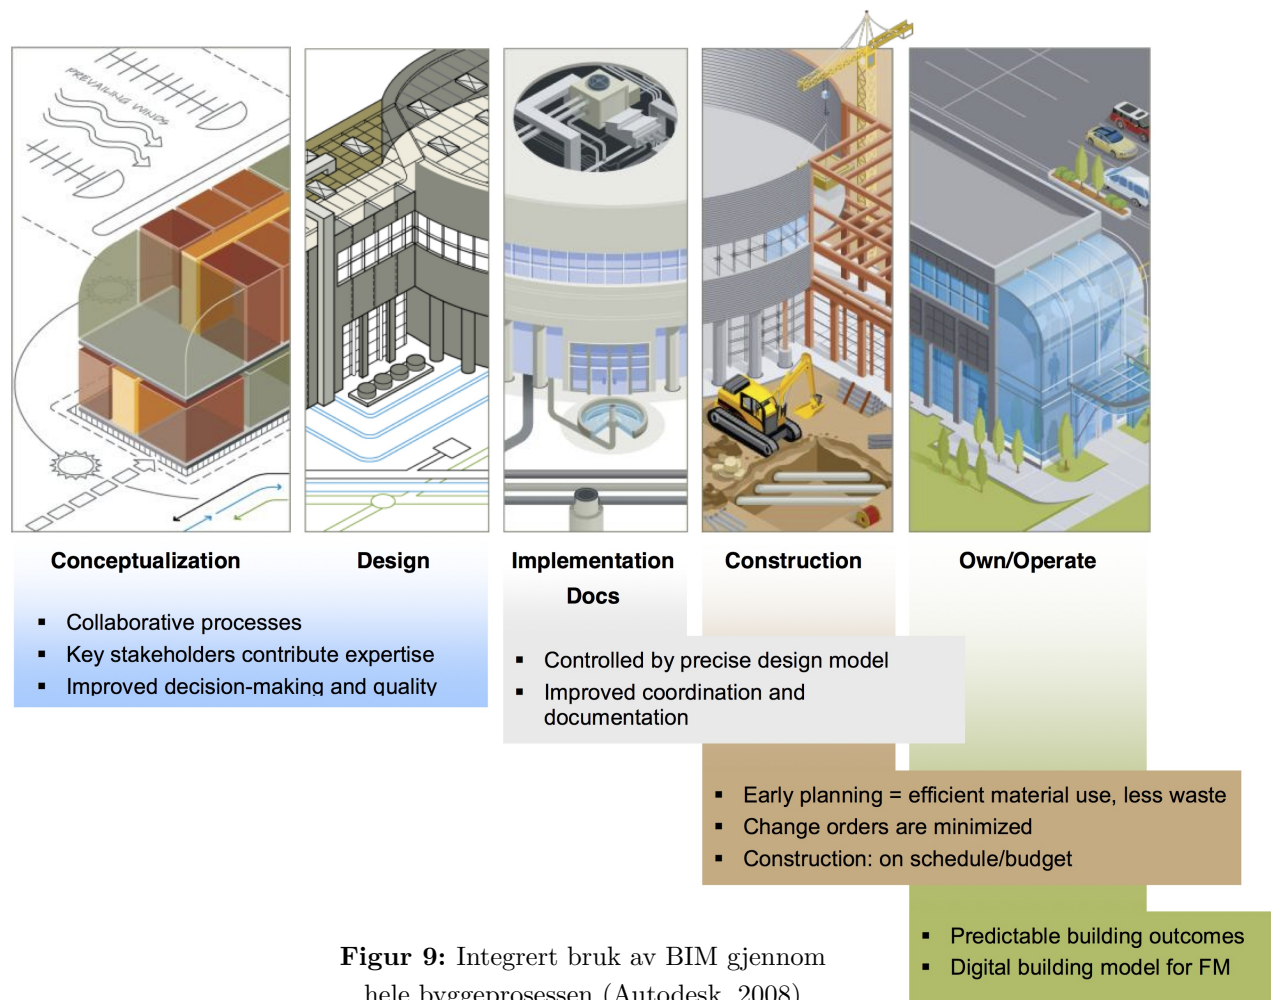 PREVAILING WINDS
Conceptualization
Design
Implementation
Docs
Construction
Own/Operate
▪ Collaborative processes
▪ Key stakeholders contribute expertise
▪ Improved decision-making and quality
▪ Controlled by precise design model
▪ Improved coordination and
documentation
▪ Early planning = efficient material use, less waste
▪ Change orders are minimized
▪ Construction: on schedule/budget
▪ Predictable building outcomes
▪ Digital building model for FM
Figur 9: Integrert bruk av BIM gjennom
hele byggeprosessen (Autodesk, 2008)